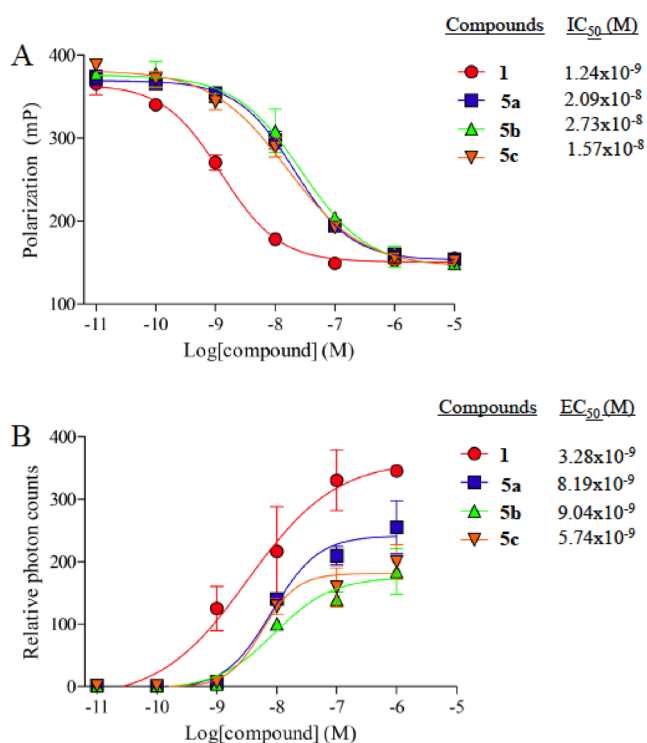 Compounds IC50 (M)
A
1 1.24x10-9
5a 2.09x10-8
5b 2.73x10-8
5c 1.57x10-8
Polarization (mP)
400
300
200
100
-11 -10 -9 -8 -7 -6 -5
Log[compound] (M)
Compounds EC50 (M)
B
1 3.28x10-9
5a 8.19x10-9
5b 9.04x10-9
5c 5.74x10-9
Relative photon counts
400
300
200
100
0
-11 -10 -9 -8 -7 -6 -5
Log[compound] (M)